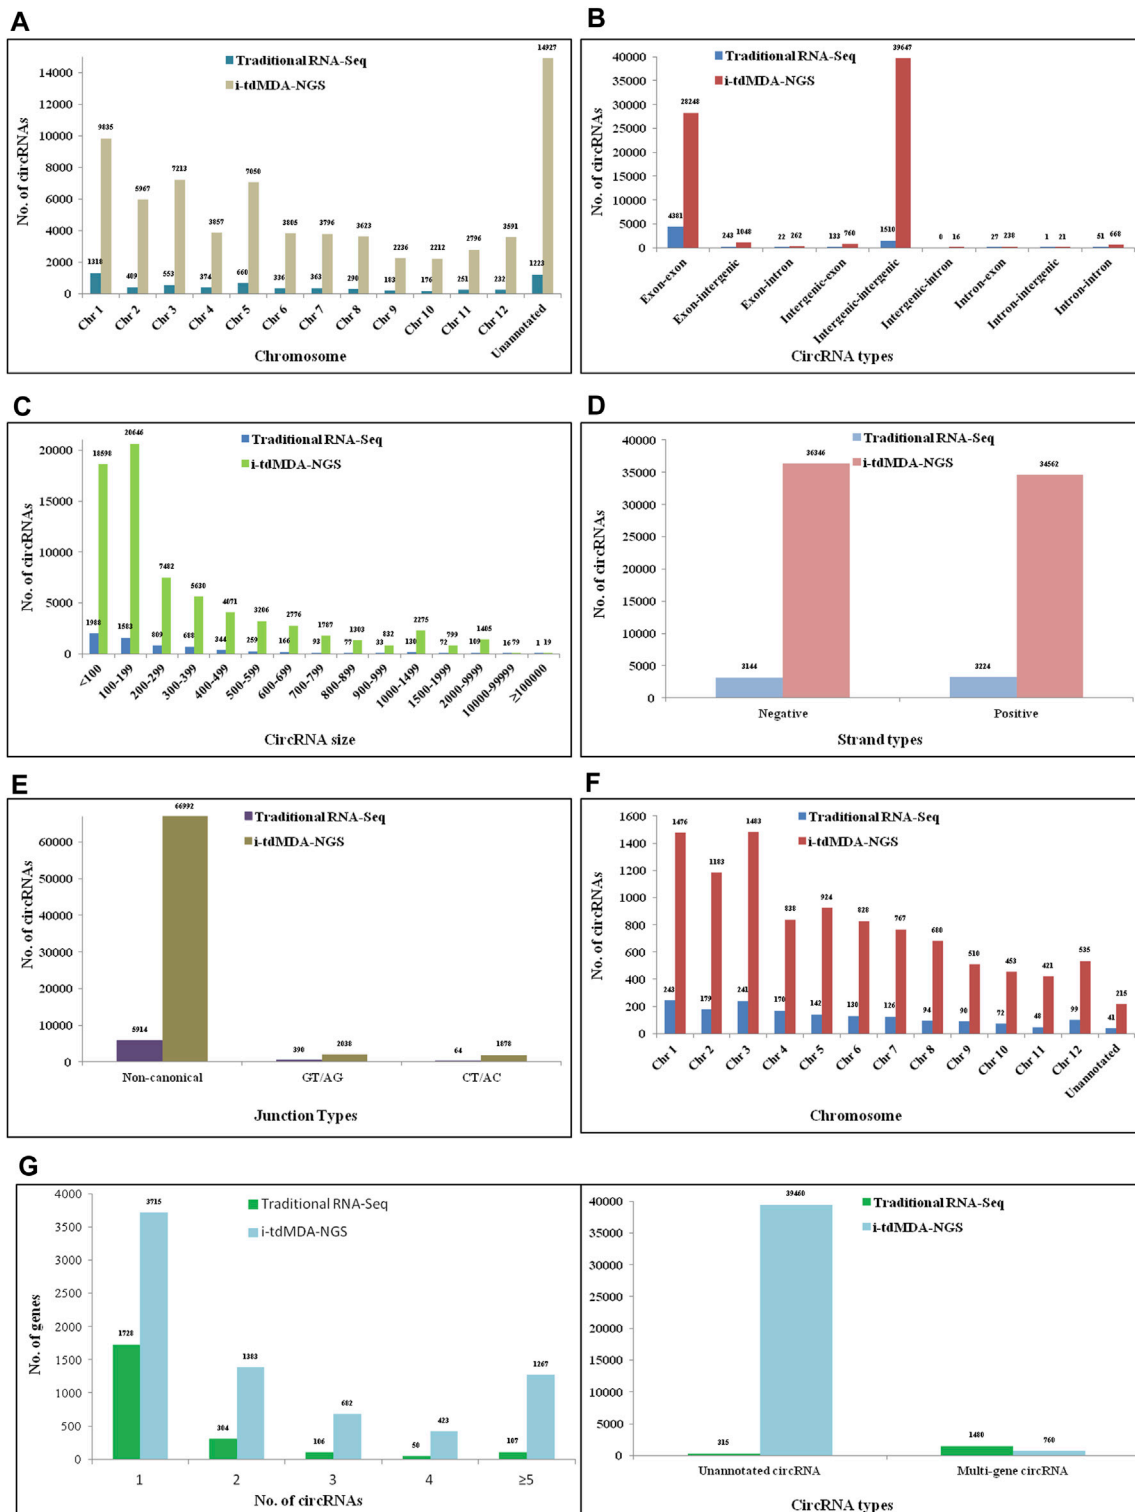 A
Traditional RNA-Seq
i-tdMDA-NGS
No. of circRNAs
14000
12000
10000
8000
6000
4000
2000
0
1318 9835
409 5967
553 7213
374 3857
660 7050
336 3805
363 3796
290 3623
183 2236
176 2212
251 2796
232 3591
1223 14927
Chr 1 Chr 2 Chr 3 Chr 4 Chr 5 Chr 6 Chr 7 Chr 8 Chr 9 Chr 10 Chr 11 Chr 12 Unannotated
Chromosome
B
Traditional RNA-Seq
i-tdMDA-NGS
No. of circRNAs
40000
35000
30000
25000
20000
15000
10000
5000
0
4381 28248
243 1048
22 262
133 760
1510 39647
0 16
27 238
1 21
51 668
Exon-exon Exon-intergenic Exon-intron Intergenic-exon Intergenic-intergenic Intergenic-intron Intron-exon Intron-intergenic Intron-intron
CircRNA types
C
Traditional RNA-Seq
i-tdMDA-NGS
No. of circRNAs
20000
15000
10000
5000
0
1988 18598
1583 20646
809 7482
688 5630
344 4071
259 3206
166 2776
93 1787
77 1303
33 832
130 2275
72 799
109 1405
16 79
1 19
<100 100-199 200-299 300-399 400-499 500-599 600-699 700-799 800-899 900-999 1000-1499 1500-1999 2000-9999 10000-99999 ≥100000
CircRNA size
D
Traditional RNA-Seq
i-tdMDA-NGS
No. of circRNAs
40000
35000
30000
25000
20000
15000
10000
5000
0
3144 36346
3224 34562
Negative Positive
Strand types
E
Traditional RNA-Seq
i-tdMDA-NGS
No. of circRNAs
60000
50000
40000
30000
20000
10000
0
5914 66992
390 2038
64 1878
Non-canonical GT/AG CT/AC
Junction Types
F
Traditional RNA-Seq
i-tdMDA-NGS
No. of circRNAs
1600
1400
1200
1000
800
600
400
200
0
243 1476
179 1183
241 1483
170 838
142 924
130 828
126 767
94 680
90 510
72 453
48 421
99 535
41 215
Chr 1 Chr 2 Chr 3 Chr 4 Chr 5 Chr 6 Chr 7 Chr 8 Chr 9 Chr 10 Chr 11 Chr 12 Unannotated
Chromosome
G
Traditional RNA-Seq
i-tdMDA-NGS
No. of genes
4000
3500
3000
2500
2000
1500
1000
500
0
1728 3715
304 1383
106 682
50 423
107 1267
1 2 3 4 ≥5
No. of circRNAs
Traditional RNA-Seq
i-tdMDA-NGS
40000
35000
30000
25000
20000
15000
10000
5000
0
315 39460
1480 760
Unannotated circRNA Multi-gene circRNA
CircRNA types